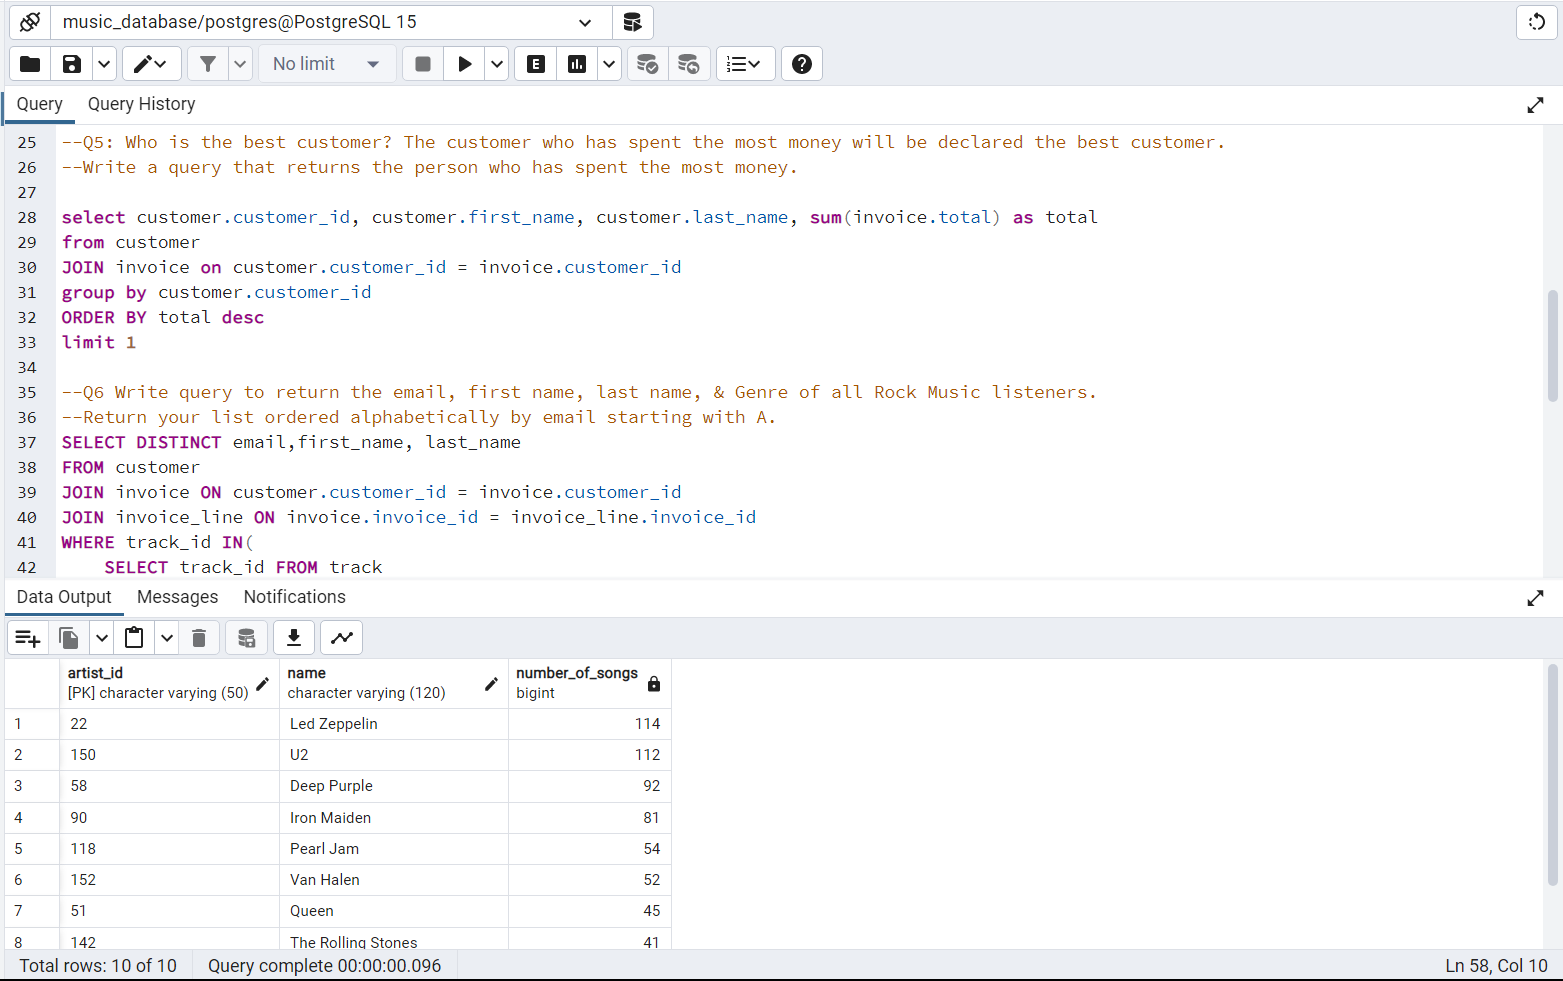 music_database/postgres@PostgreSQL 15
No limit
E
Query Query History
25 --Q5: Who is the best customer? The customer who has spent the most money will be declared the best customer.
26 --Write a query that returns the person who has spent the most money.
27
28 select customer.customer_id, customer.first_name, customer.last_name, sum(invoice.total) as total
29 from customer
30 JOIN invoice on customer.customer_id = invoice.customer_id
31 group by customer.customer_id
32 ORDER BY total desc
33 limit 1
34
35 --Q6 Write query to return the email, first name, last name, & Genre of all Rock Music listeners.
36 --Return your list ordered alphabetically by email starting with A.
37 SELECT DISTINCT email,first_name, last_name
38 FROM customer
39 JOIN invoice ON customer.customer_id = invoice.customer_id
40 JOIN invoice_line ON invoice.invoice_id = invoice_line.invoice_id
41 WHERE track_id IN(
42 SELECT track_id FROM track
Data Output Messages Notifications
artist_id name number_of_songs
[PK] character varying (50) character varying (120) bigint
1 22 Led Zeppelin 114
2 150 U2 112
3 58 Deep Purple 92
4 90 Iron Maiden 81
5 118 Pearl Jam 54
6 152 Van Halen 52
7 51 Queen 45
8 142 The Rolling Stones 41
Total rows: 10 of 10 Query complete 00:00:00.096 Ln 58, Col 10